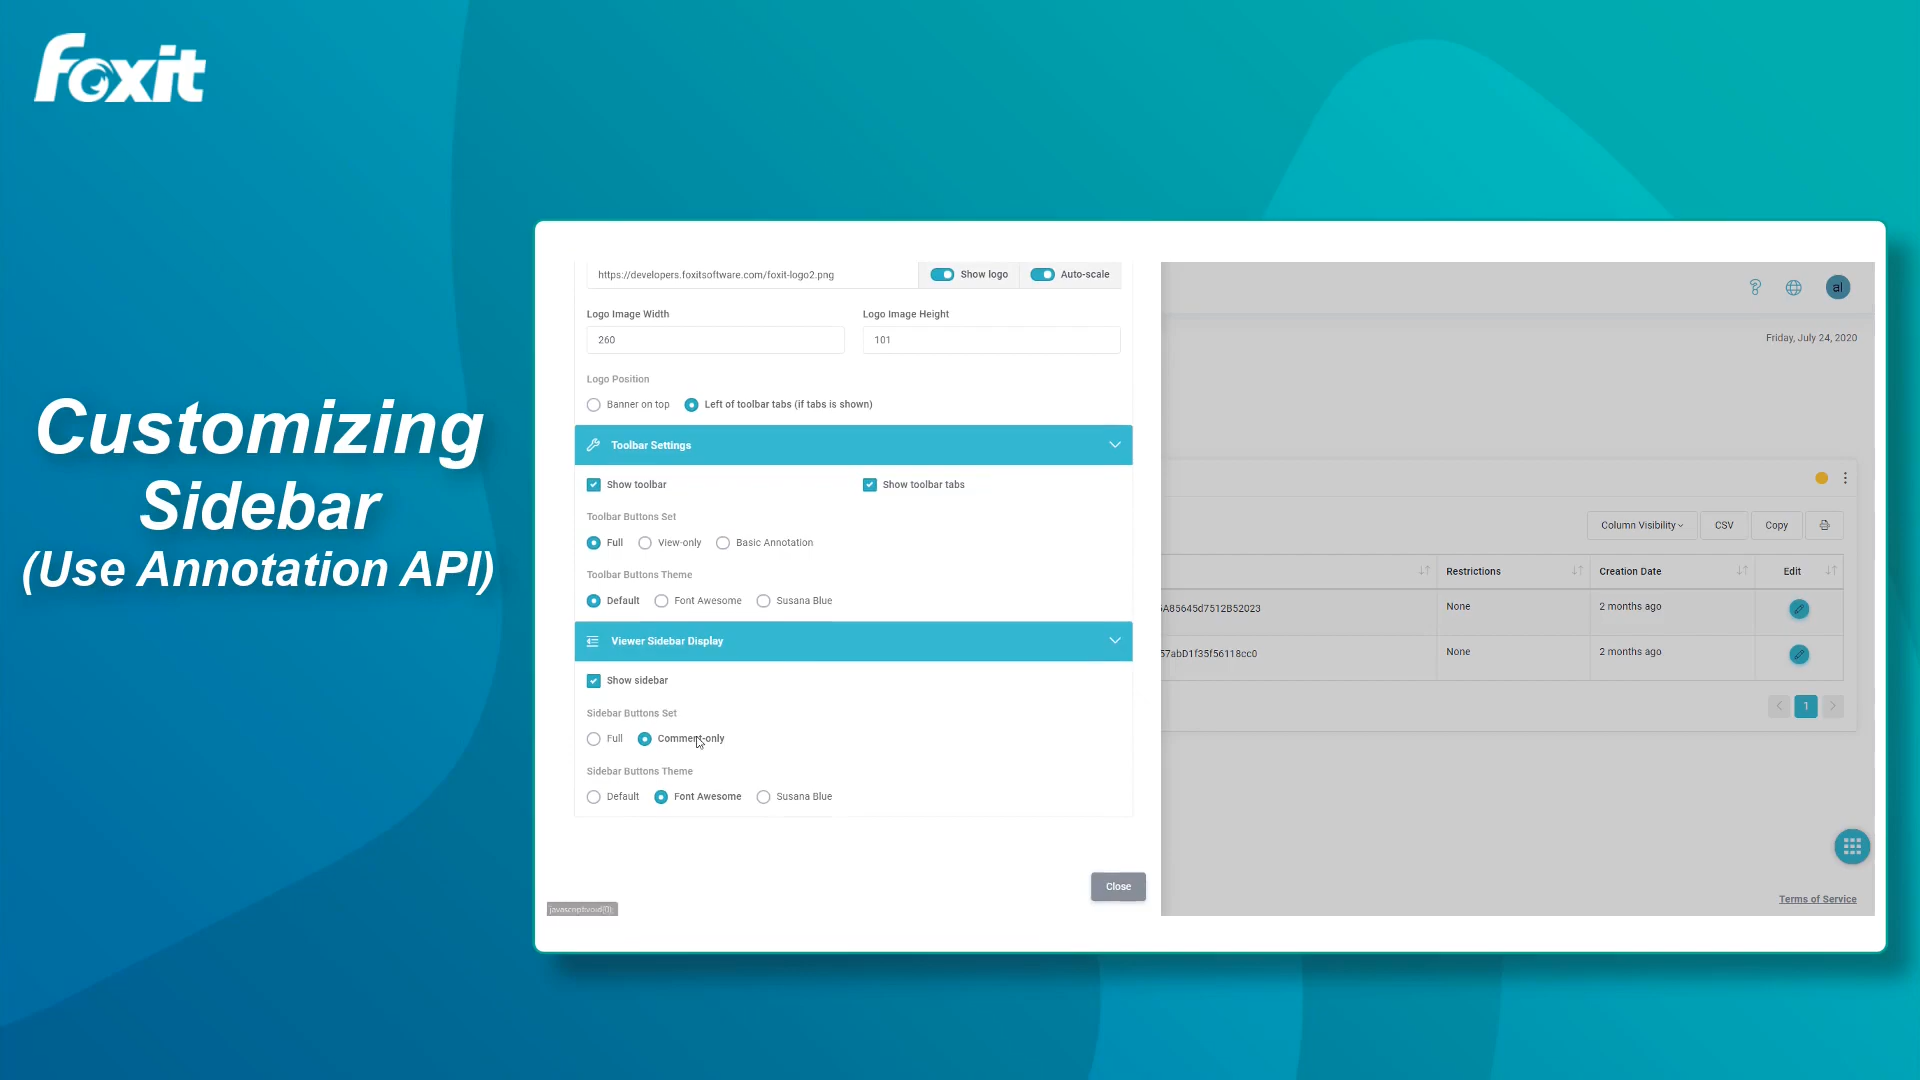 Foxit
Customizing
Sidebar
(Use Annotation API)
https://developers.foxitsoftware.com/foxit-logo2.png
Show logo
Auto-scale
Logo Image Width
Logo Image Height
260
101
Logo Position
Banner on top
Left of toolbar tabs (if tabs is shown)
Toolbar Settings
Show toolbar
Show toolbar tabs
Toolbar Buttons Set
Full
View-only
Basic Annotation
Toolbar Buttons Theme
Default
Font Awesome
Susana Blue
Viewer Sidebar Display
Show sidebar
Sidebar Buttons Set
Full
Comment-only
Sidebar Buttons Theme
Default
Font Awesome
Susana Blue
Close
javascript:void(0);
al
Friday, July 24, 2020
Column Visibility
CSV
Copy
Restrictions
Creation Date
Edit
A85645d7512B52023
None
2 months ago
57abD1f35f56118cc0
None
2 months ago
1
Terms of Service